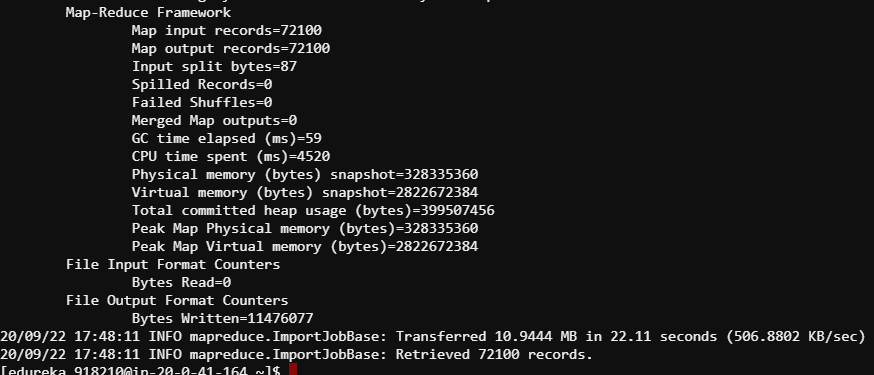 Map-Reduce Framework
Map input records=72100
Map output records=72100
Input split bytes=87
Spilled Records=0
Failed Shuffles=0
Merged Map outputs=0
GC time elapsed (ms)=59
CPU time spent (ms)=4520
Physical memory (bytes) snapshot=328335360
Virtual memory (bytes) snapshot=2822672384
Total committed heap usage (bytes)=399507456
Peak Map Physical memory (bytes)=328335360
Peak Map Virtual memory (bytes)=2822672384
File Input Format Counters
Bytes Read=0
File Output Format Counters
Bytes Written=11476077
20/09/22 17:48:11 INFO mapreduce.ImportJobBase: Transferred 10.9444 MB in 22.11 seconds (506.8802 KB/sec)
20/09/22 17:48:11 INFO mapreduce.ImportJobBase: Retrieved 72100 records.
[edureka_918210@ip-20-0-41-164 ~]$